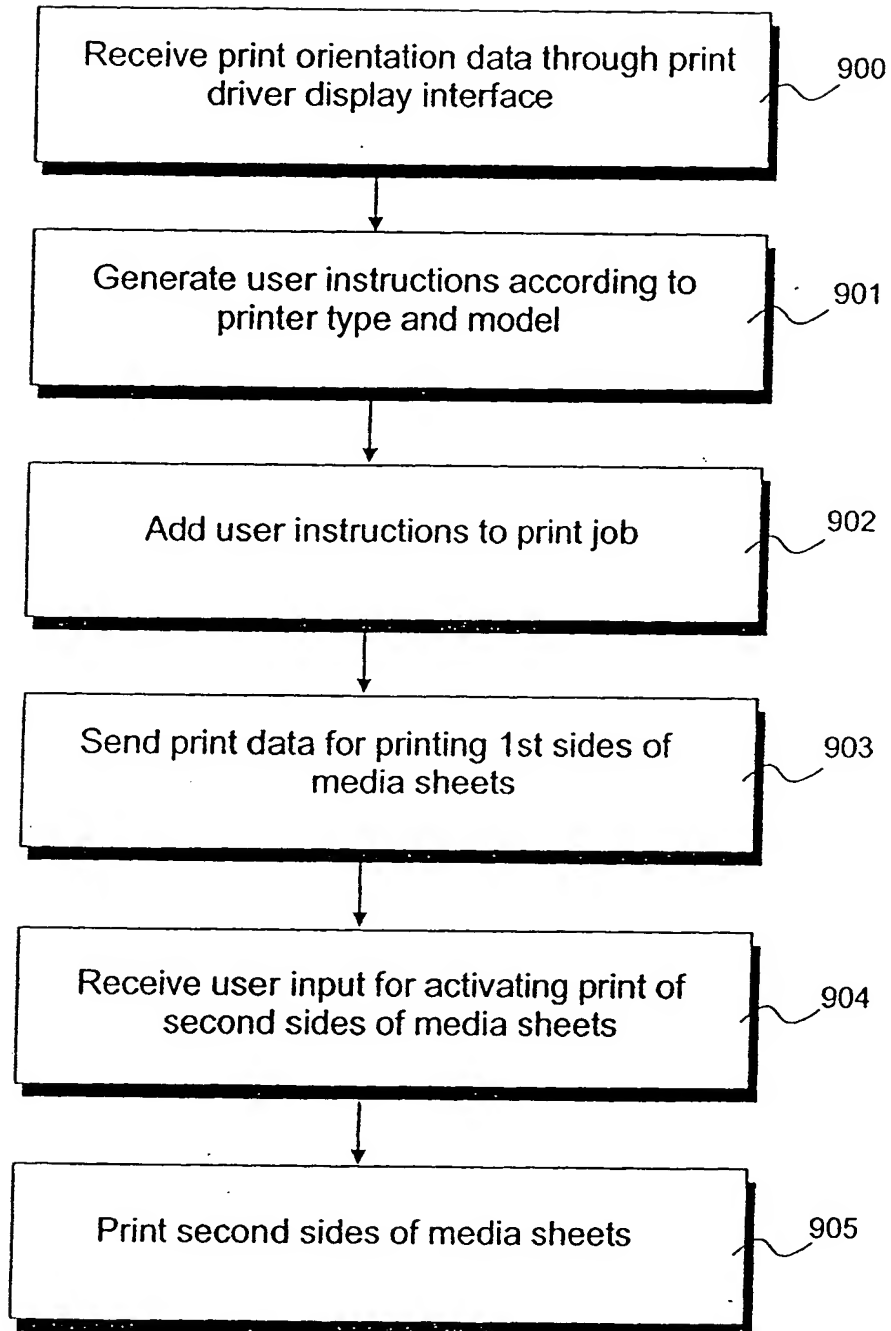 Receive print orientation data through print
driver display interface
900
Generate user instructions according to
printer type and model
901
Add user instructions to print job
902
Send print data for printing 1st sides of
media sheets
903
Receive user input for activating print of
second sides of media sheets
904
Print second sides of media sheets
905